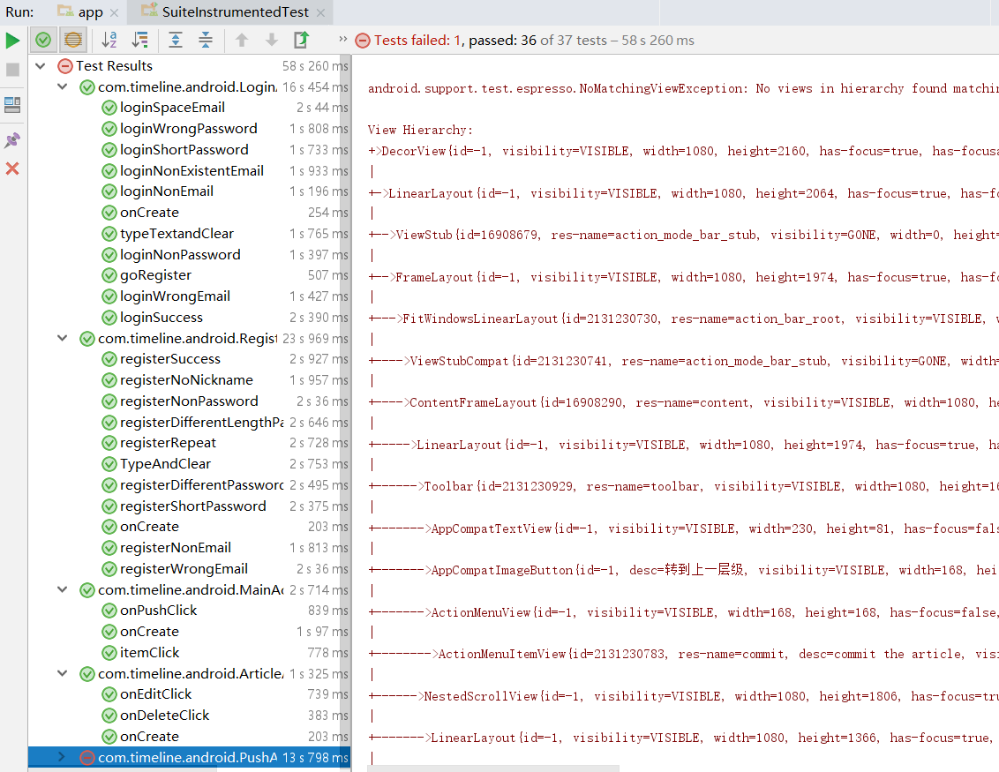 Run: app SuiteInstrumentedTest
Tests failed: 1, passed: 36 of 37 tests – 58 s 260 ms
Test Results 58 s 260 ms
com.timeline.android.Login 16 s 454 ms
loginSpaceEmail 2 s 44 ms
loginWrongPassword 1 s 808 ms
loginShortPassword 1 s 733 ms
loginNonExistentEmail 1 s 933 ms
loginNonEmail 1 s 196 ms
onCreate 254 ms
typeTextandClear 1 s 765 ms
loginNonPassword 1 s 397 ms
goRegister 507 ms
loginWrongEmail 1 s 427 ms
loginSuccess 2 s 390 ms
com.timeline.android.Regist 23 s 969 ms
registerSuccess 2 s 927 ms
registerNoNickname 1 s 957 ms
registerNonPassword 2 s 36 ms
registerDifferentLengthPa 2 s 646 ms
registerRepeat 2 s 728 ms
TypeAndClear 2 s 753 ms
registerDifferentPassword 2 s 495 ms
registerShortPassword 2 s 375 ms
onCreate 203 ms
registerNonEmail 1 s 813 ms
registerWrongEmail 2 s 36 ms
com.timeline.android.MainAc 2 s 714 ms
onPushClick 839 ms
onCreate 1 s 97 ms
itemClick 778 ms
com.timeline.android.ArticleA 1 s 325 ms
onEditClick 739 ms
onDeleteClick 383 ms
onCreate 203 ms
com.timeline.android.PushA 13 s 798 ms
android.support.test.espresso.NoMatchingViewException: No views in hierarchy found matchin
View Hierarchy:
+>DecorView{id=-1, visibility=VISIBLE, width=1080, height=2160, has-focus=true, has-focusa
|
+->LinearLayout{id=-1, visibility=VISIBLE, width=1080, height=2064, has-focus=true, has-fo
|
+-->ViewStub{id=16908679, res-name=action_mode_bar_stub, visibility=GONE, width=0, height=
|
+-->FrameLayout{id=-1, visibility=VISIBLE, width=1080, height=1974, has-focus=true, has-fo
|
+--->FitWindowsLinearLayout{id=2131230730, res-name=action_bar_root, visibility=VISIBLE, w
|
+---->ViewStubCompat{id=2131230741, res-name=action_mode_bar_stub, visibility=GONE, width=
|
+---->ContentFrameLayout{id=16908290, res-name=content, visibility=VISIBLE, width=1080, he
|
+----->LinearLayout{id=-1, visibility=VISIBLE, width=1080, height=1974, has-focus=true, ha
|
+------>Toolbar{id=2131230929, res-name=toolbar, visibility=VISIBLE, width=1080, height=16
|
+------->AppCompatTextView{id=-1, visibility=VISIBLE, width=230, height=81, has-focus=fals
|
+------->AppCompatImageButton{id=-1, desc=转到上一层级, visibility=VISIBLE, width=168, hei
|
+------->ActionMenuView{id=-1, visibility=VISIBLE, width=168, height=168, has-focus=false,
|
+-------->ActionMenuItemView{id=2131230783, res-name=commit, desc=commit the article, visi
|
+------>NestedScrollView{id=-1, visibility=VISIBLE, width=1080, height=1806, has-focus=tru
|
+------->LinearLayout{id=-1, visibility=VISIBLE, width=1080, height=1366, has-focus=true,
|